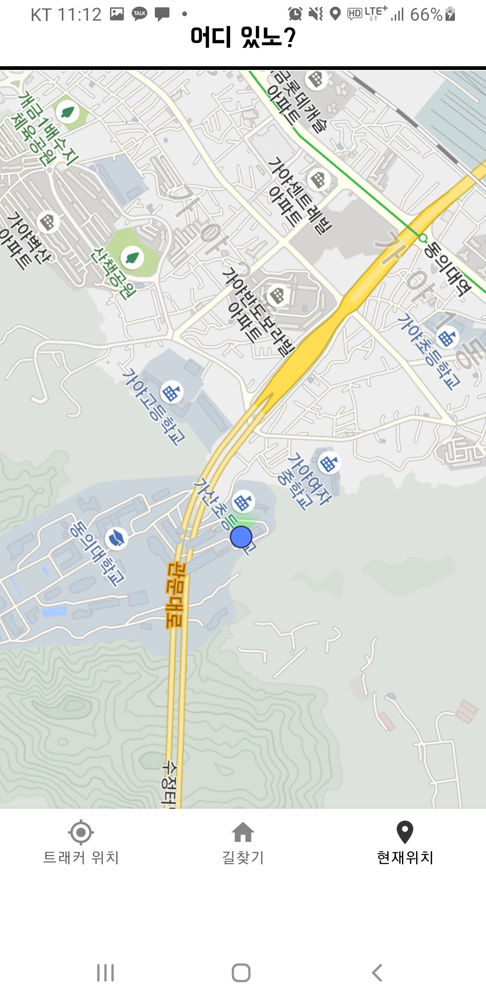 KT 11:12 TALK HD LTE+ 66%
어디 있노?
개금1배수지
체육공원
금롯데캐슬
아파트
가야센트레빌
아파트
가야벽산
아파트
산책공원
가야2동
가야1동
동의대역
가야반도보라빌
아파트
가야초등학교
가야고등학교
가야여자
중학교
가산초등 교
동의대학교
관문대로
수정터
트래커 위치
길찾기
현재위치